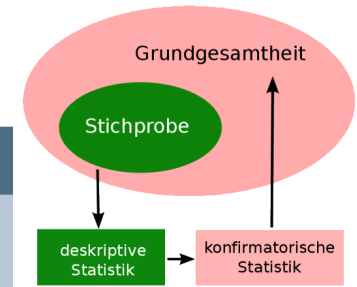 Grundgesamtheit
Stichprobe
deskriptive
Statistik
konfirmatorische
Statistik